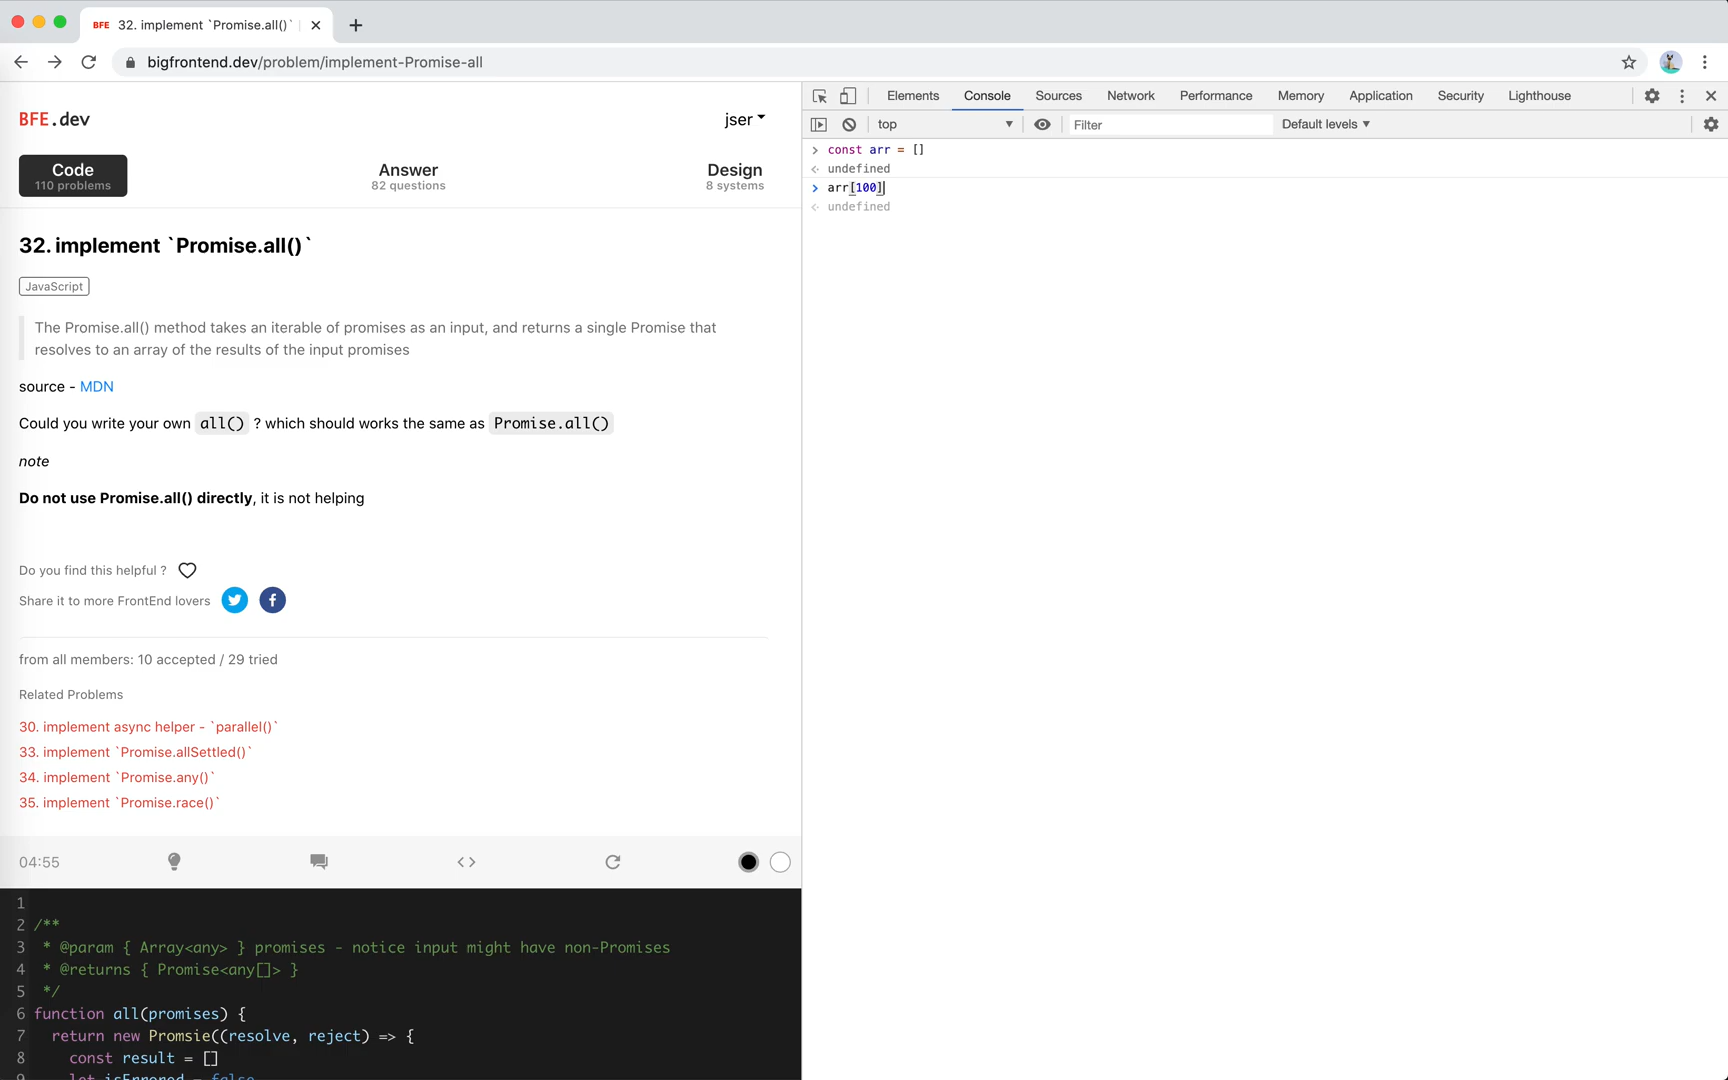 BFE 32. implement `Promise.all()`
bigfrontend.dev/problem/implement-Promise-all
BFE.dev
jser
Code
110 problems
Answer
82 questions
Design
8 systems
32. implement `Promise.all()`
JavaScript
The Promise.all() method takes an iterable of promises as an input, and returns a single Promise that
resolves to an array of the results of the input promises
source - MDN
Could you write your own all() ? which should works the same as Promise.all()
note
Do not use Promise.all() directly, it is not helping
Do you find this helpful ?
Share it to more FrontEnd lovers
from all members: 10 accepted / 29 tried
Related Problems
30. implement async helper - `parallel()`
33. implement `Promise.allSettled()`
34. implement `Promise.any()`
35. implement `Promise.race()`
04:55
1
2 /**
3 * @param { Array<any> } promises - notice input might have non-Promises
4 * @returns { Promise<any[]> }
5 */
6 function all(promises) {
7 return new Promsie((resolve, reject) => {
8 const result = []
9 let isErrored = false
Elements Console Sources Network Performance Memory Application Security Lighthouse
top Filter Default levels
> const arr = []
undefined
> arr[100]
undefined